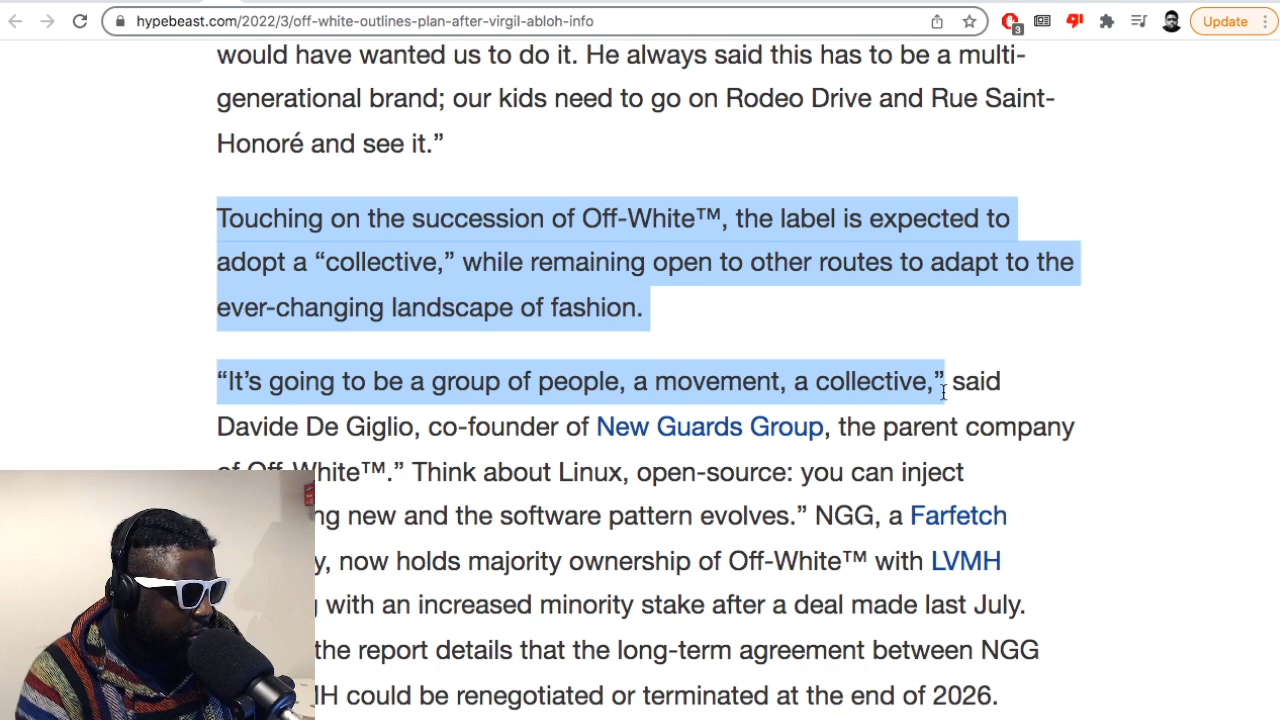 hypebeast.com/2022/3/off-white-outlines-plan-after-virgil-abloh-info
3
Update
would have wanted us to do it. He always said this has to be a multi-
generational brand; our kids need to go on Rodeo Drive and Rue Saint-
Honoré and see it.”
Touching on the succession of Off-White™, the label is expected to
adopt a “collective,” while remaining open to other routes to adapt to the
ever-changing landscape of fashion.
“It’s going to be a group of people, a movement, a collective,” said
Davide De Giglio, co-founder of New Guards Group, the parent company
of Off-White™.” Think about Linux, open-source: you can inject
new and the software pattern evolves.” NGG, a Farfetch
now holds majority ownership of Off-White™ with LVMH
with an increased minority stake after a deal made last July.
the report details that the long-term agreement between NGG
could be renegotiated or terminated at the end of 2026.